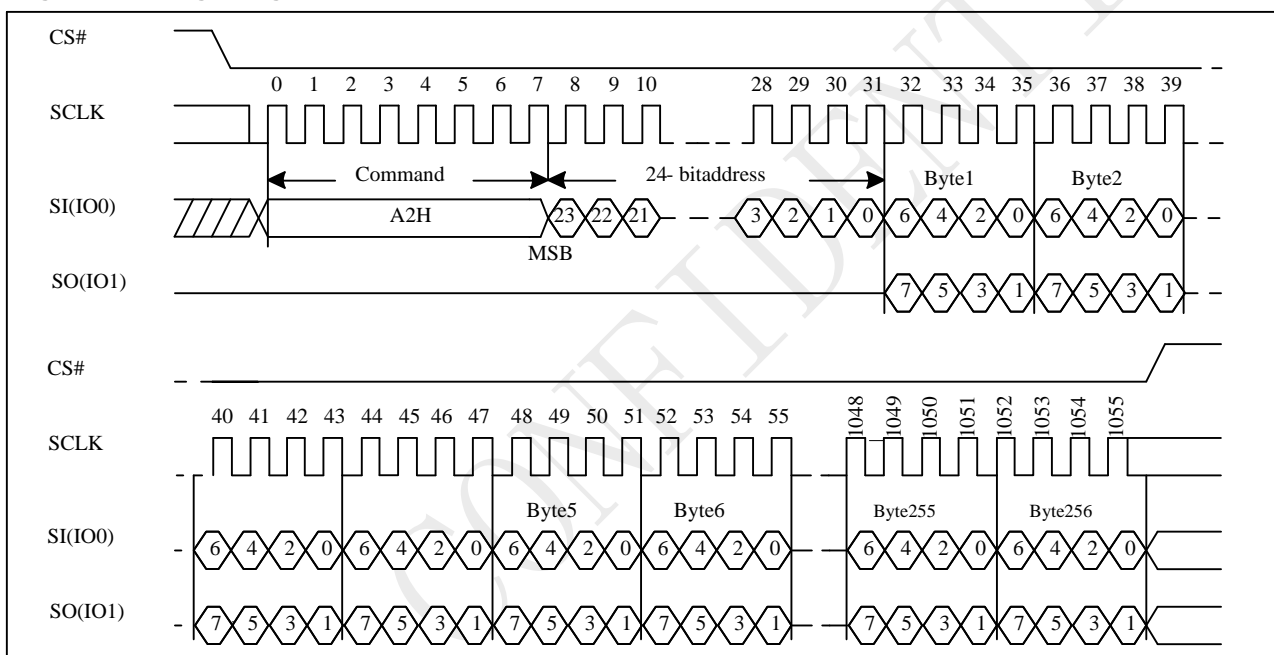 CS#
0 1 2 3 4 5 6 7 8 9 10 28 29 30 31 32 33 34 35 36 37 38 39
SCLK
Command 24- bitaddress Byte1 Byte2
SI(IO0) A2H 23 22 21 3 2 1 0 6 4 2 0 6 4 2 0
MSB
SO(IO1) 7 5 3 1 7 5 3 1
CS#
40 41 42 43 44 45 46 47 48 49 50 51 52 53 54 55 1048 1049 1050 1051 1052 1053 1054 1055
SCLK
Byte5 Byte6 Byte255 Byte256
SI(IO0) 6 4 2 0 6 4 2 0 6 4 2 0 6 4 2 0 6 4 2 0 6 4 2 0
SO(IO1) 7 5 3 1 7 5 3 1 7 5 3 1 7 5 3 1 7 5 3 1 7 5 3 1
CONFIDENT